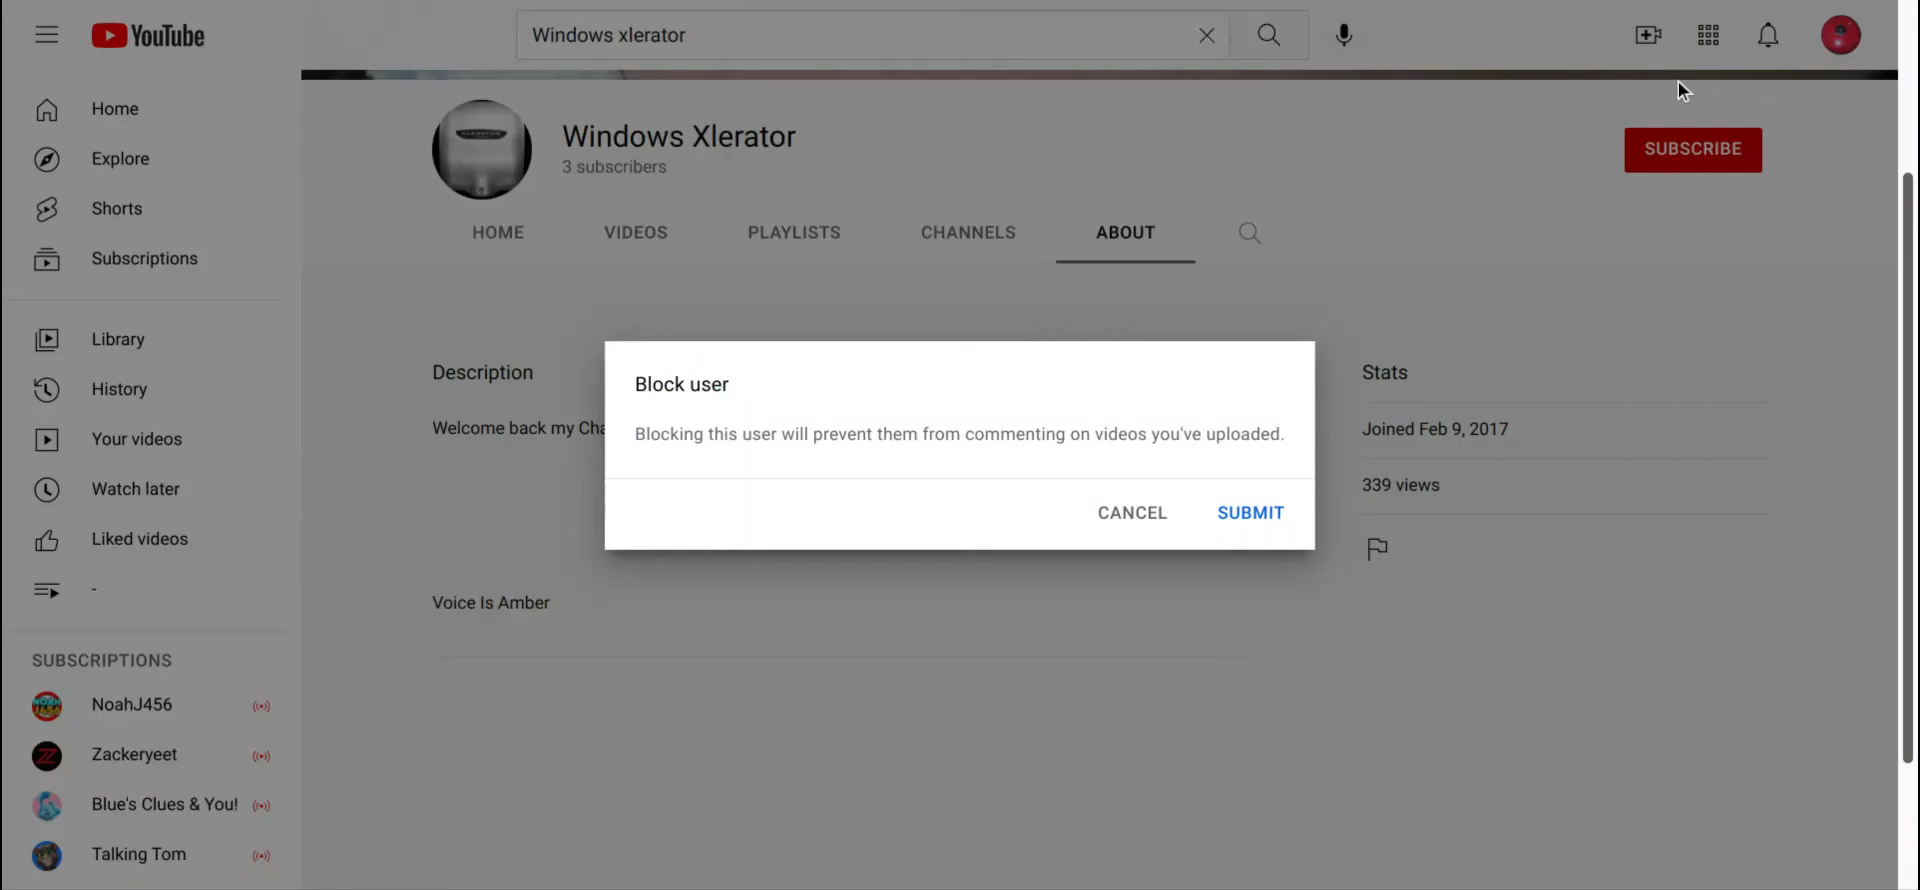 YouTube
Windows xlerator
Home
Explore
Shorts
Subscriptions
Library
History
Your videos
Watch later
Liked videos
-
SUBSCRIPTIONS
NoahJ456
Zackeryeet
Blue's Clues & You!
Talking Tom
XLERATOR
Windows Xlerator
3 subscribers
SUBSCRIBE
HOME VIDEOS PLAYLISTS CHANNELS ABOUT
Description
Welcome back my Cha
Voice Is Amber
Block user
Blocking this user will prevent them from commenting on videos you've uploaded.
CANCEL SUBMIT
Stats
Joined Feb 9, 2017
339 views